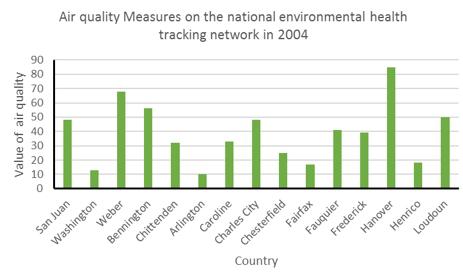 Air quality Measures on the national environmental health
tracking network in 2004
Value of air quality
90
80
70
60
50
40
30
20
10
0
San Juan
Washington
Weber
Bennington
Chittenden
Arlington
Caroline
Charles City
Chesterfield
Fairfax
Fauquier
Frederick
Hanover
Henrico
Loudoun
Country